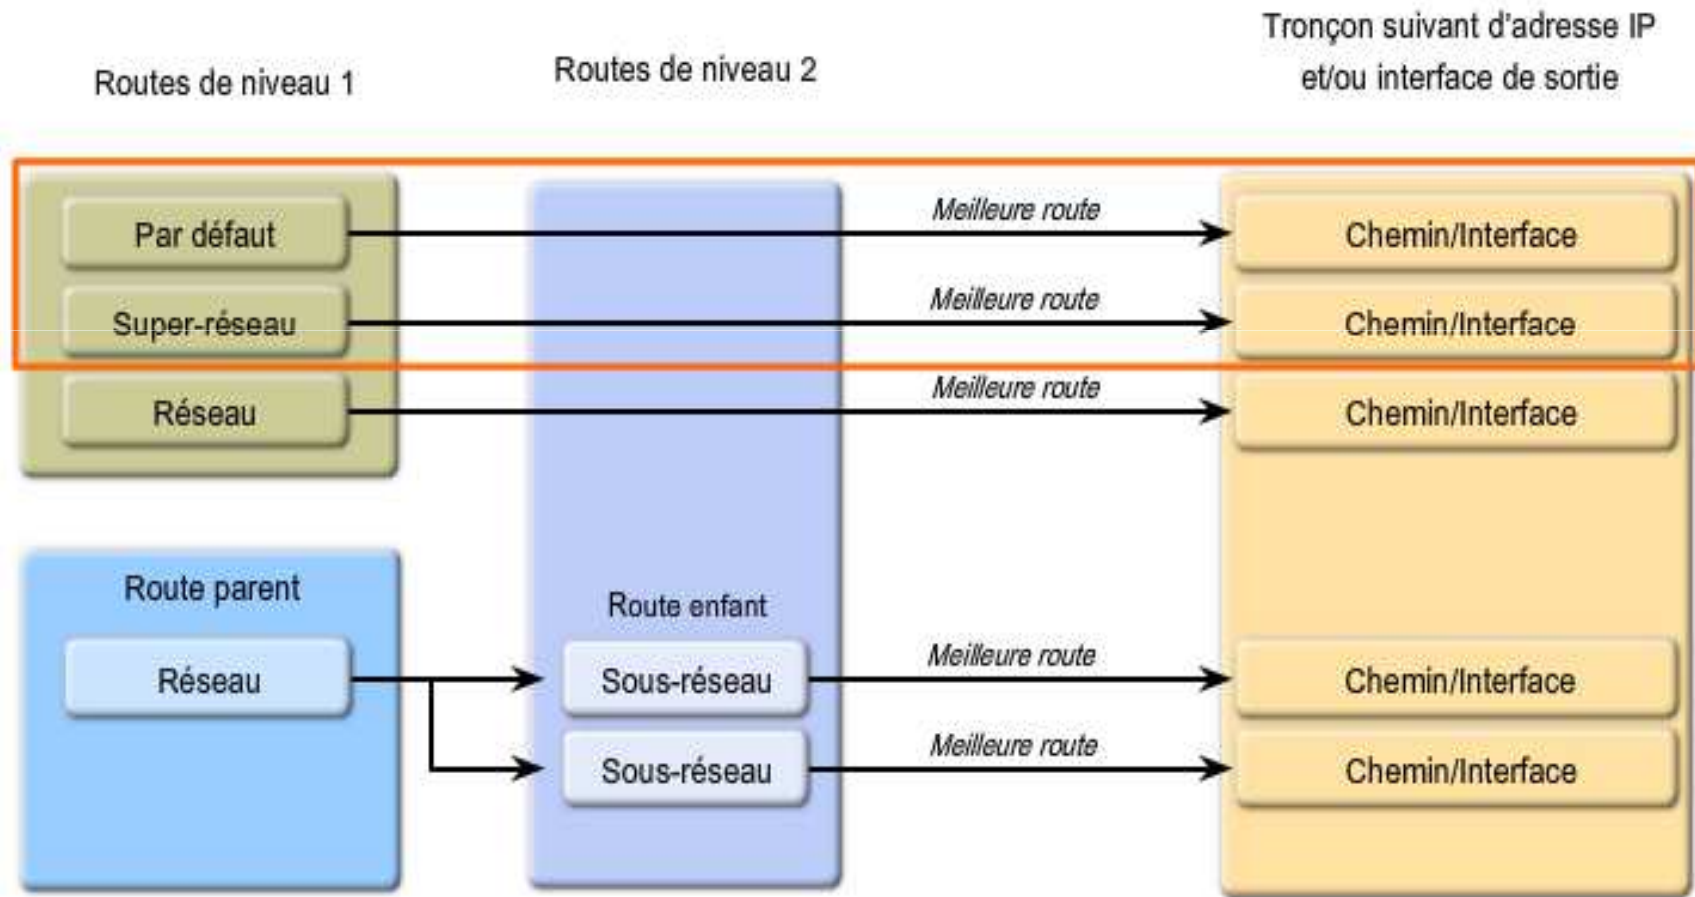 Routes de niveau 1
Routes de niveau 2
Tronçon suivant d'adresse IP
et/ou interface de sortie
Par défaut
Meilleure route
Chemin/Interface
Super-réseau
Meilleure route
Chemin/Interface
Réseau
Meilleure route
Chemin/Interface
Route parent
Route enfant
Réseau
Sous-réseau
Meilleure route
Chemin/Interface
Sous-réseau
Meilleure route
Chemin/Interface